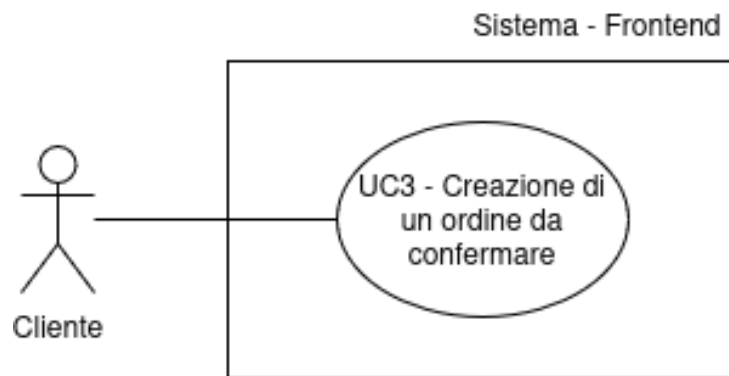 Sistema - Frontend
UC3 - Creazione di
un ordine da
confermare
Cliente